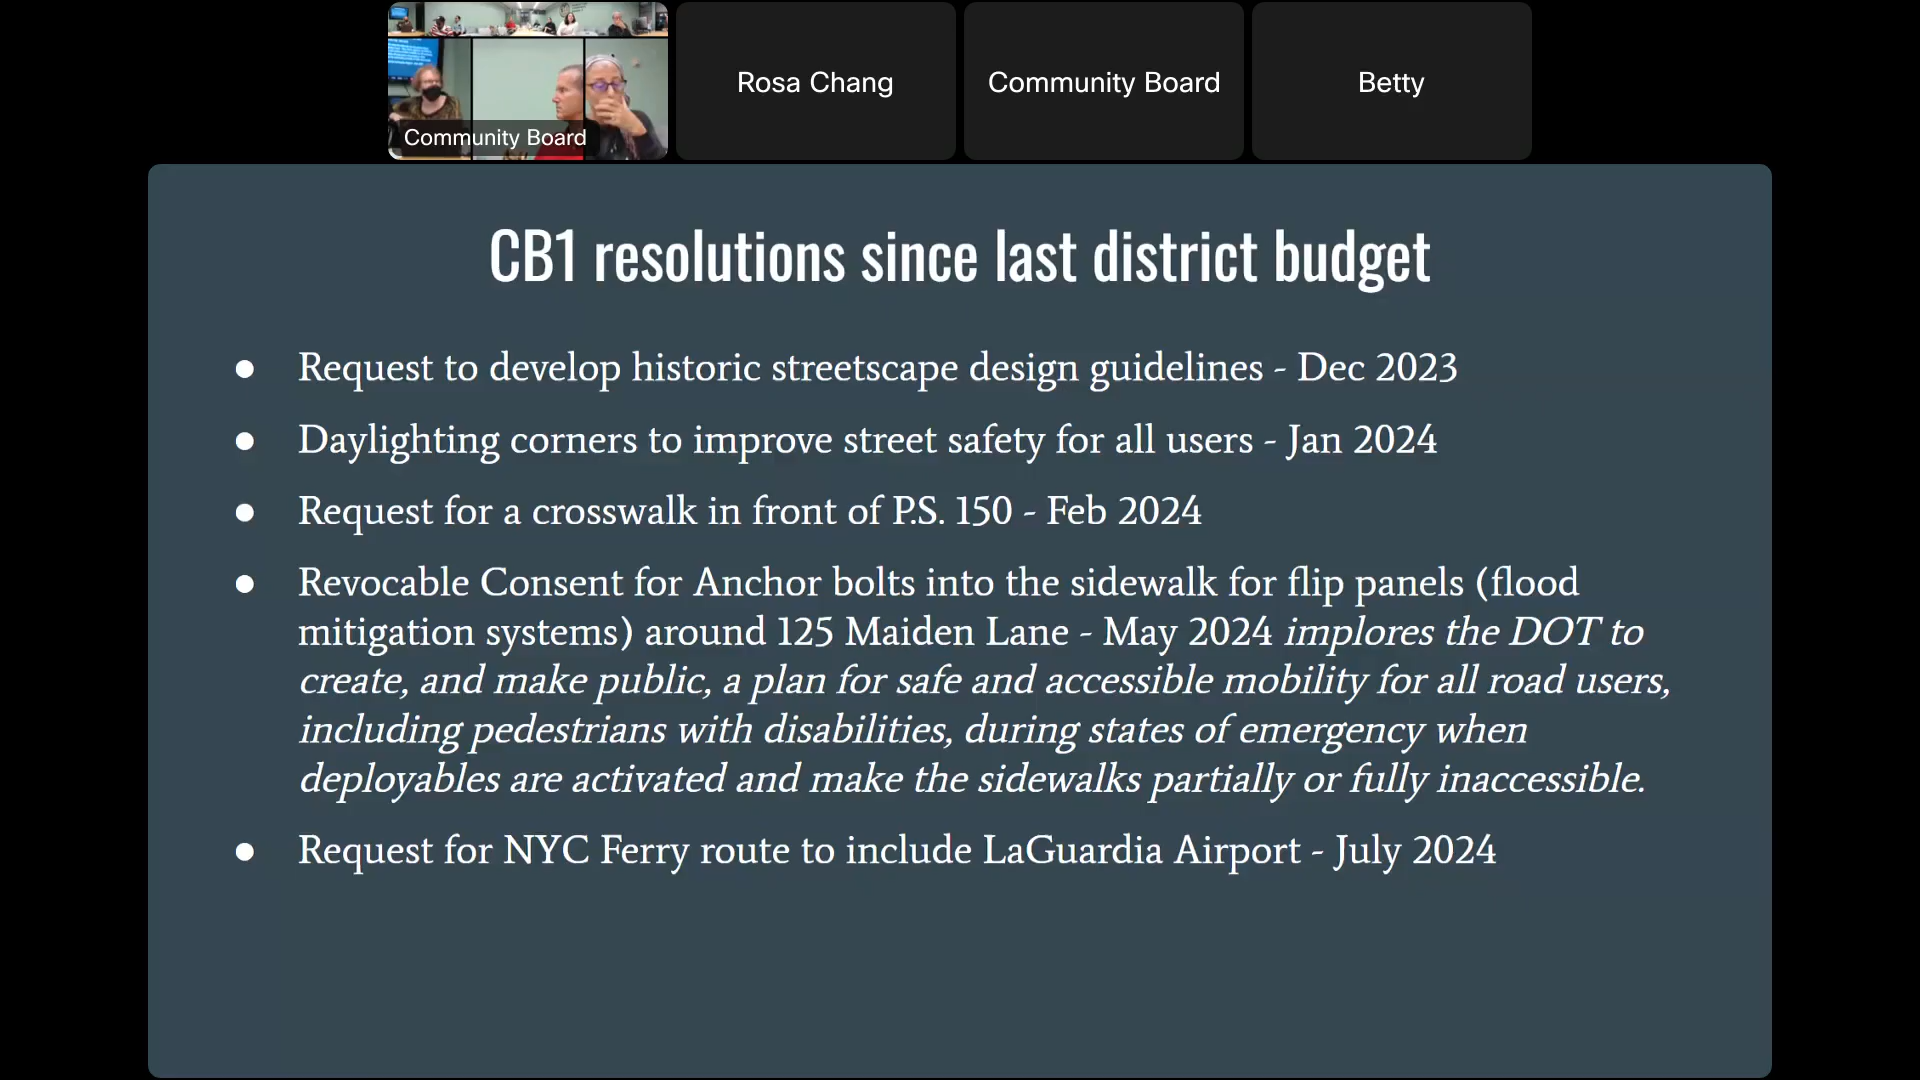 Community Board
Rosa Chang
Community Board
Betty
CB1 resolutions since last district budget
● Request to develop historic streetscape design guidelines - Dec 2023
● Daylighting corners to improve street safety for all users - Jan 2024
● Request for a crosswalk in front of P.S. 150 - Feb 2024
● Revocable Consent for Anchor bolts into the sidewalk for flip panels (flood
mitigation systems) around 125 Maiden Lane - May 2024 implores the DOT to
create, and make public, a plan for safe and accessible mobility for all road users,
including pedestrians with disabilities, during states of emergency when
deployables are activated and make the sidewalks partially or fully inaccessible.
● Request for NYC Ferry route to include LaGuardia Airport - July 2024